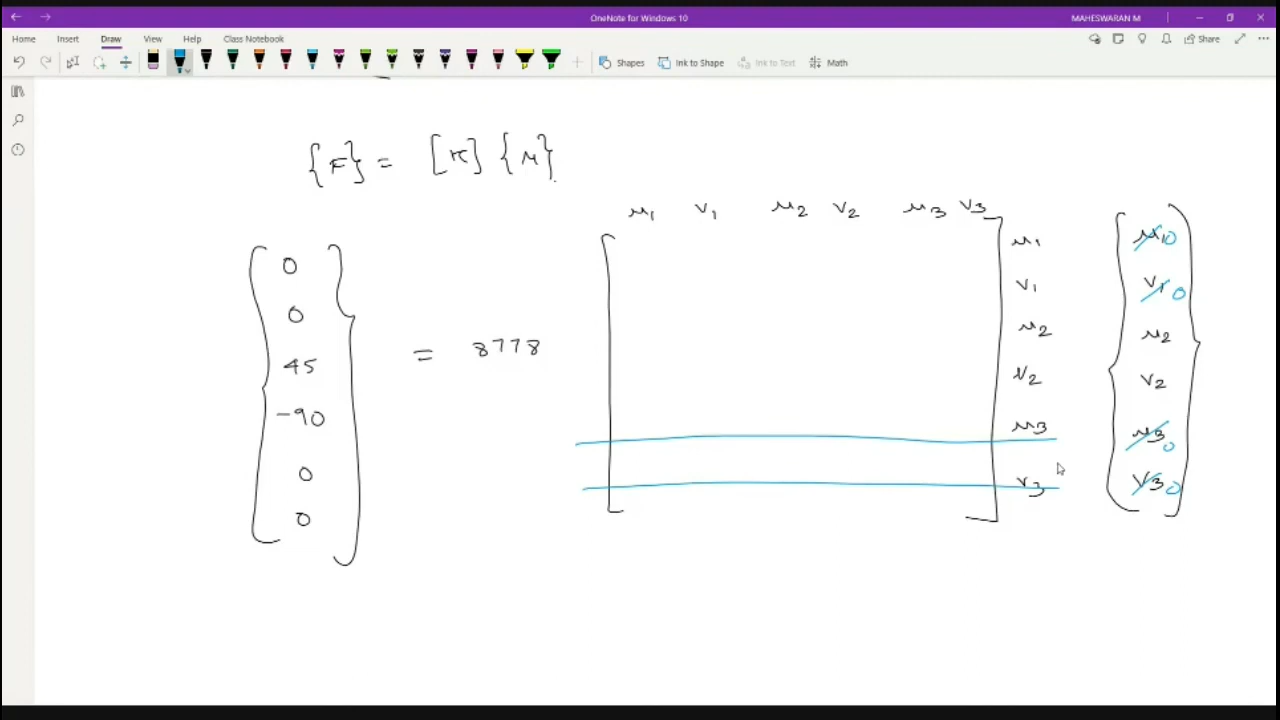 OneNote for Windows 10
MAHESWARAN M
Home Insert Draw View Help Class Notebook
Share
Shapes Ink to Shape Ink to Text Math
{F} = [K] {u}
u1 v1 u2 v2 u3 v3
0
0
45
-90
0
0
= 8778
u1
v1
u2
v2
u3
v3
u1 0
v1 0
u2
v2
u3 0
v3 0